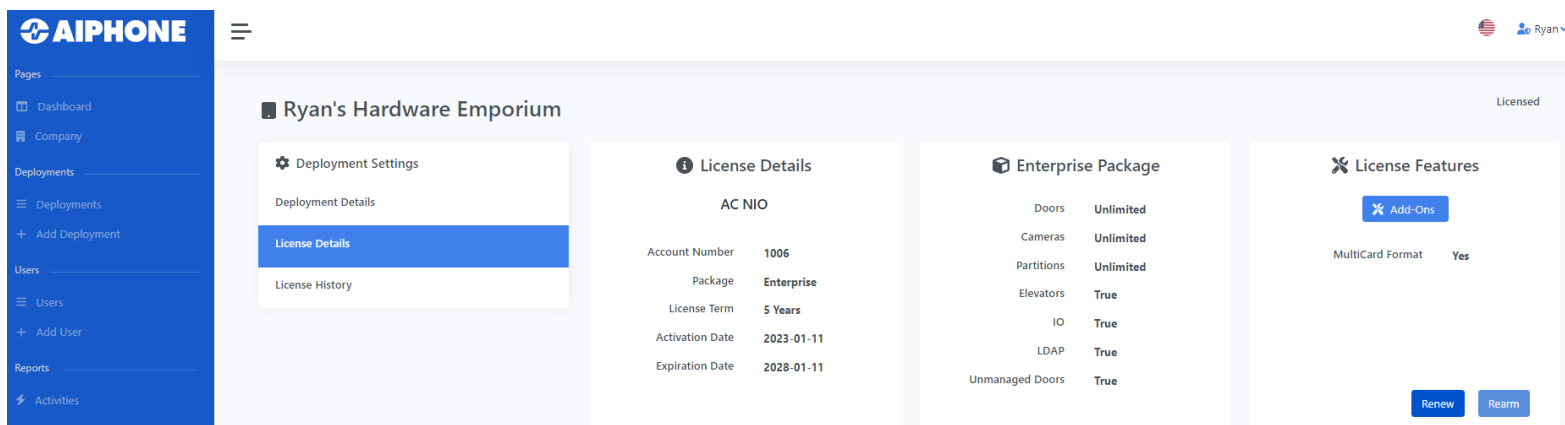 AIPHONE
Ryan
Pages
Dashboard
Company
Deployments
Deployments
Add Deployment
Users
Users
Add User
Reports
Activities
Ryan's Hardware Emporium
Licensed
Deployment Settings
Deployment Details
License Details
License History
License Details
AC NIO
Account Number 1006
Package Enterprise
License Term 5 Years
Activation Date 2023-01-11
Expiration Date 2028-01-11
Enterprise Package
Doors Unlimited
Cameras Unlimited
Partitions Unlimited
Elevators True
IO True
LDAP True
Unmanaged Doors True
License Features
Add-Ons
MultiCard Format Yes
Renew Rearm